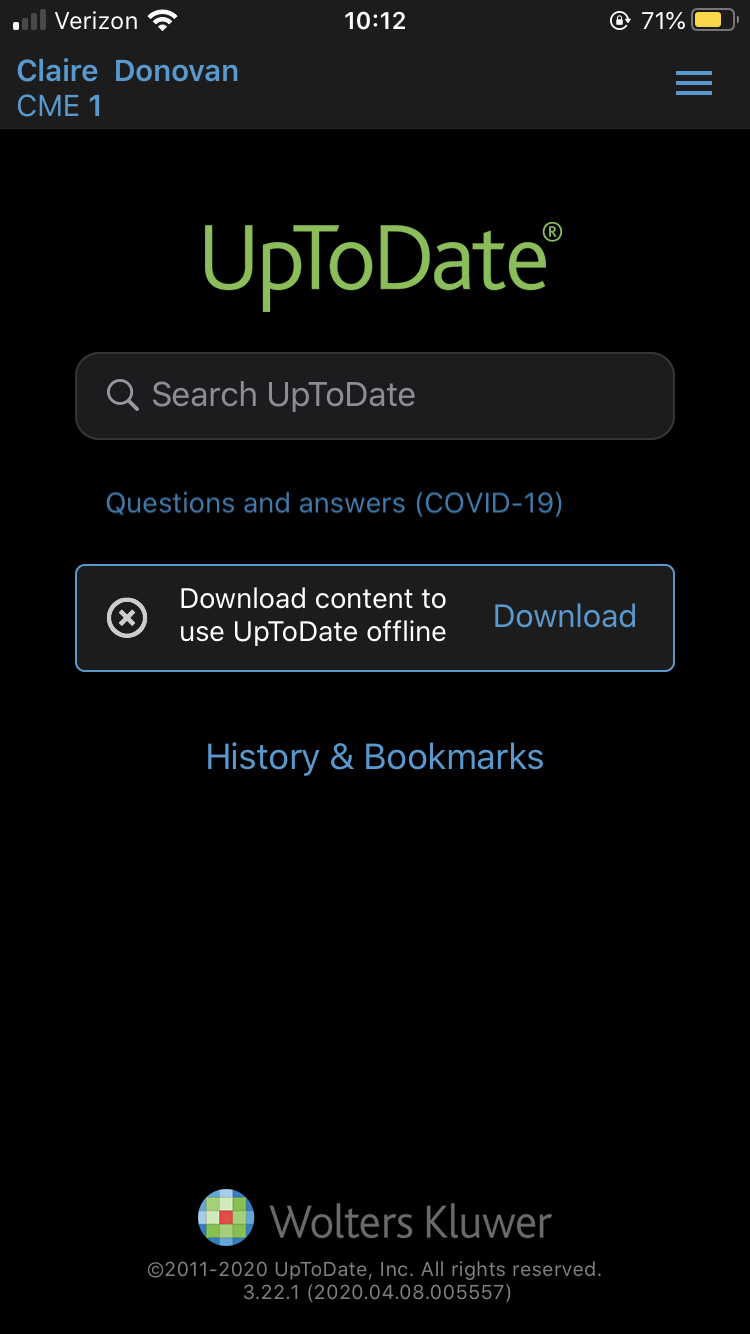 Verizon 10:12 71%
Claire Donovan
CME 1
UpToDate®
Search UpToDate
Questions and answers (COVID-19)
Download content to
use UpToDate offline
Download
History & Bookmarks
Wolters Kluwer
©2011-2020 UpToDate, Inc. All rights reserved.
3.22.1 (2020.04.08.005557)